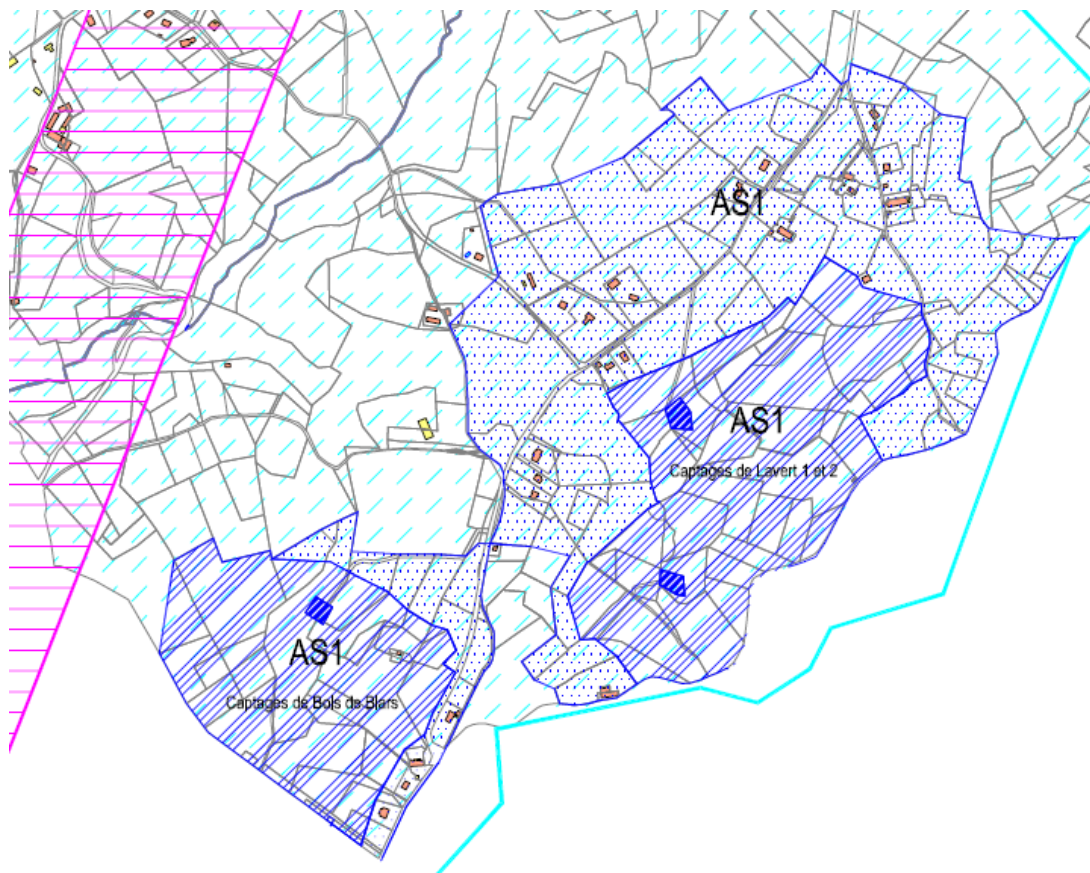 AS1
AS1
Captages de Lavert 1 et 2
AS1
Captages de Bois de Blars